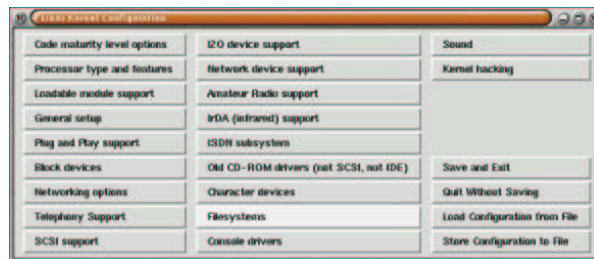 Linux Kernel Configuration
Code maturity level options
Processor type and features
Loadable module support
General setup
Plug and Play support
Block devices
Networking options
Telephony Support
SCSI support
I2O device support
Network device support
Amateur Radio support
IrDA (infrared) support
ISDN subsystem
Old CD-ROM drivers (not SCSI, not IDE)
Character devices
Filesystems
Console drivers
Sound
Kernel hacking
Save and Exit
Quit Without Saving
Load Configuration from File
Store Configuration to File